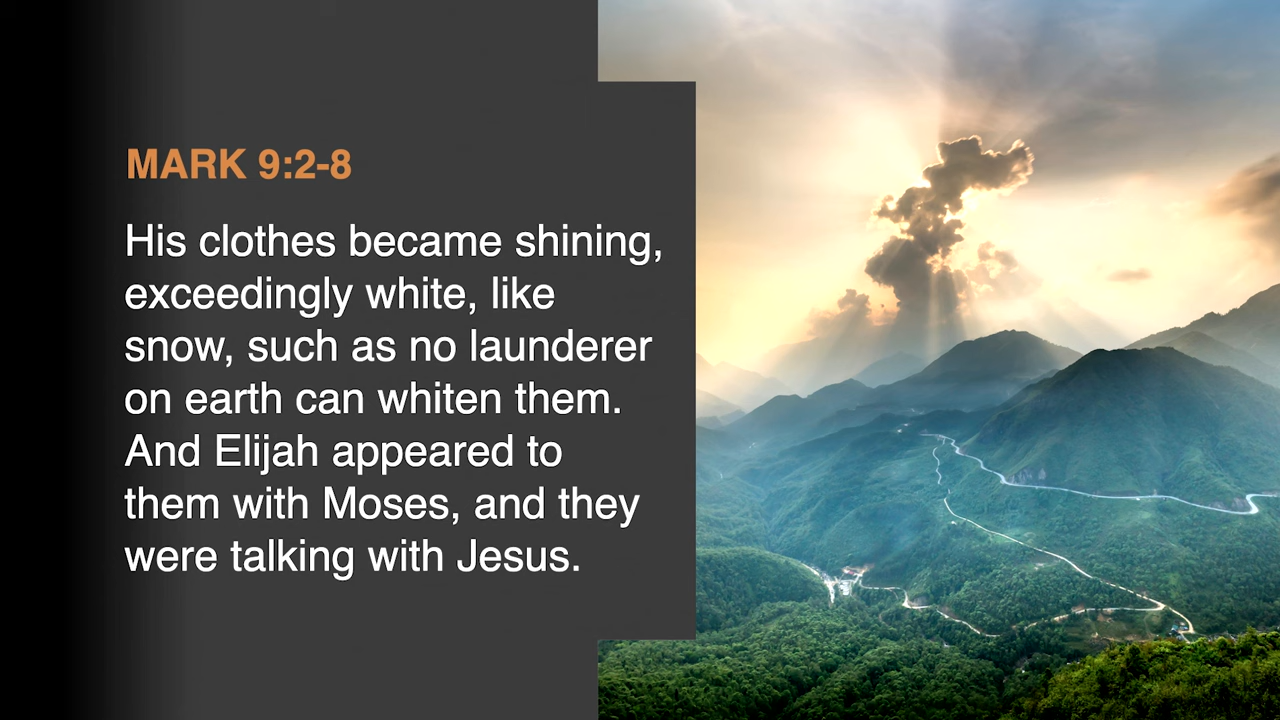 MARK 9:2-8
His clothes became shining,
exceedingly white, like
snow, such as no launderer
on earth can whiten them.
And Elijah appeared to
them with Moses, and they
were talking with Jesus.